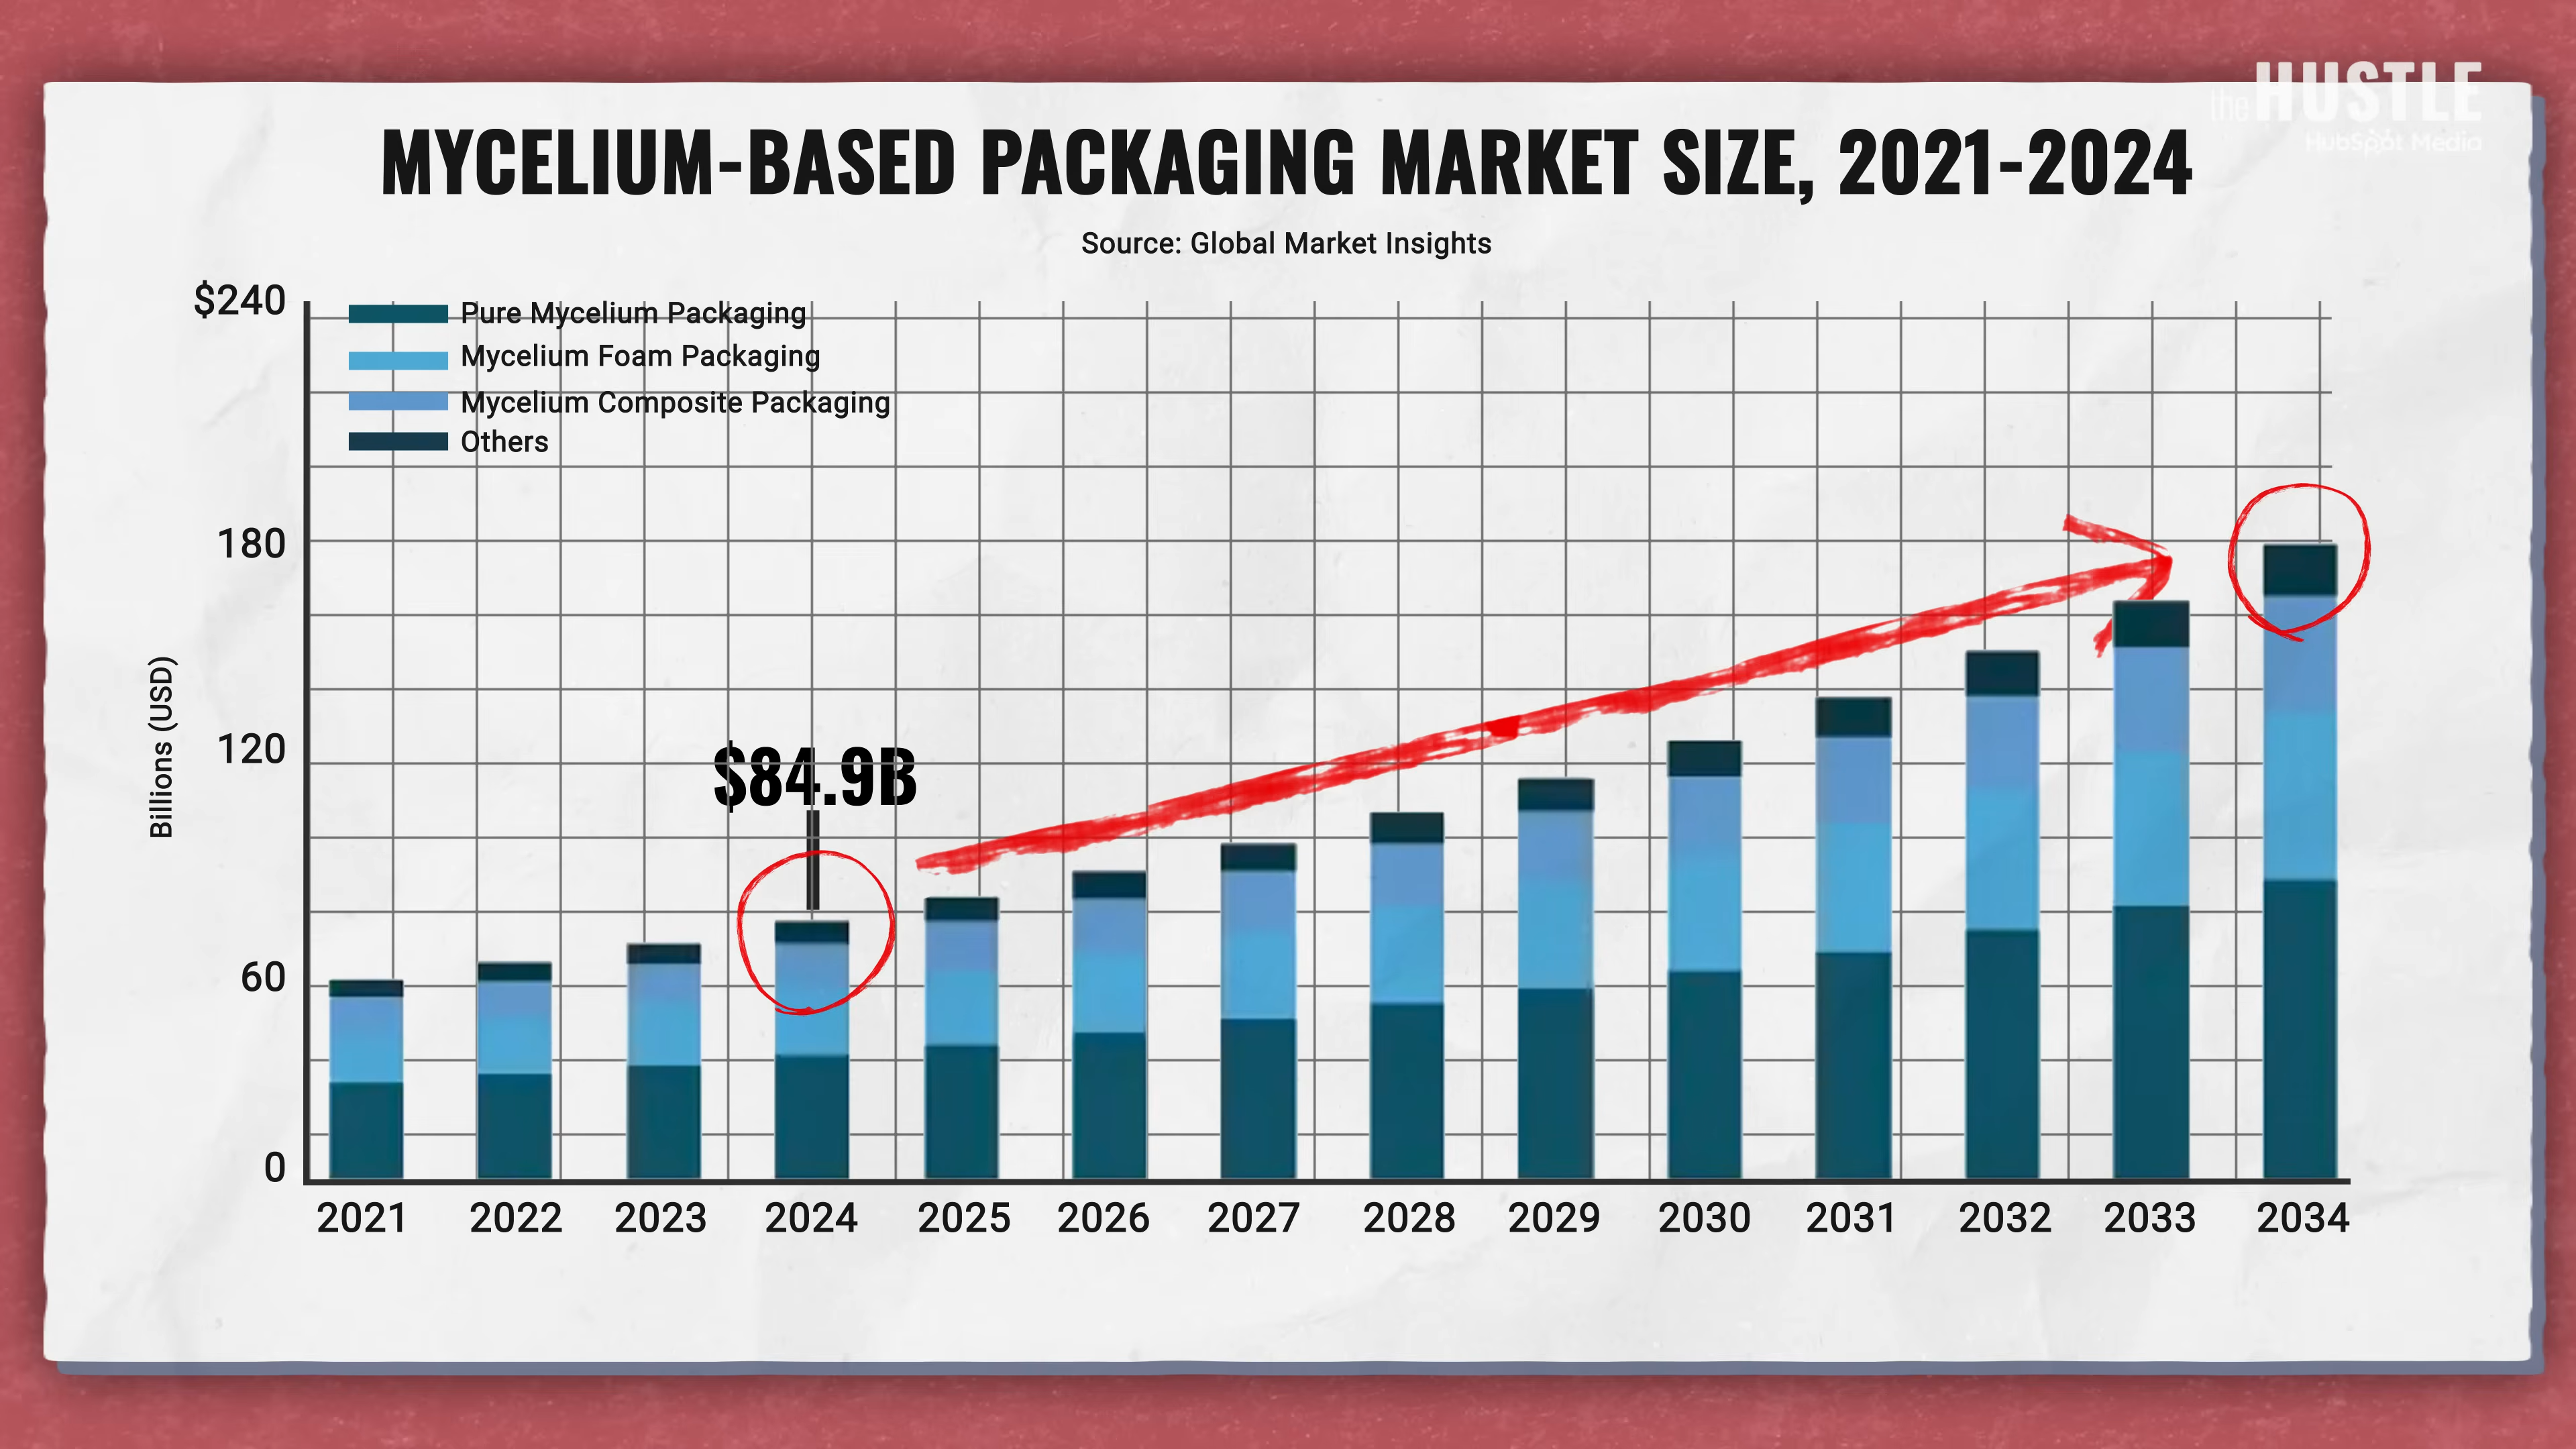 the HUSTLE
HubSpot Media
MYCELIUM-BASED PACKAGING MARKET SIZE, 2021-2024
Source: Global Market Insights
$240
180
120
60
0
Billions (USD)
Pure Mycelium Packaging
Mycelium Foam Packaging
Mycelium Composite Packaging
Others
$84.9B
2021 2022 2023 2024 2025 2026 2027 2028 2029 2030 2031 2032 2033 2034